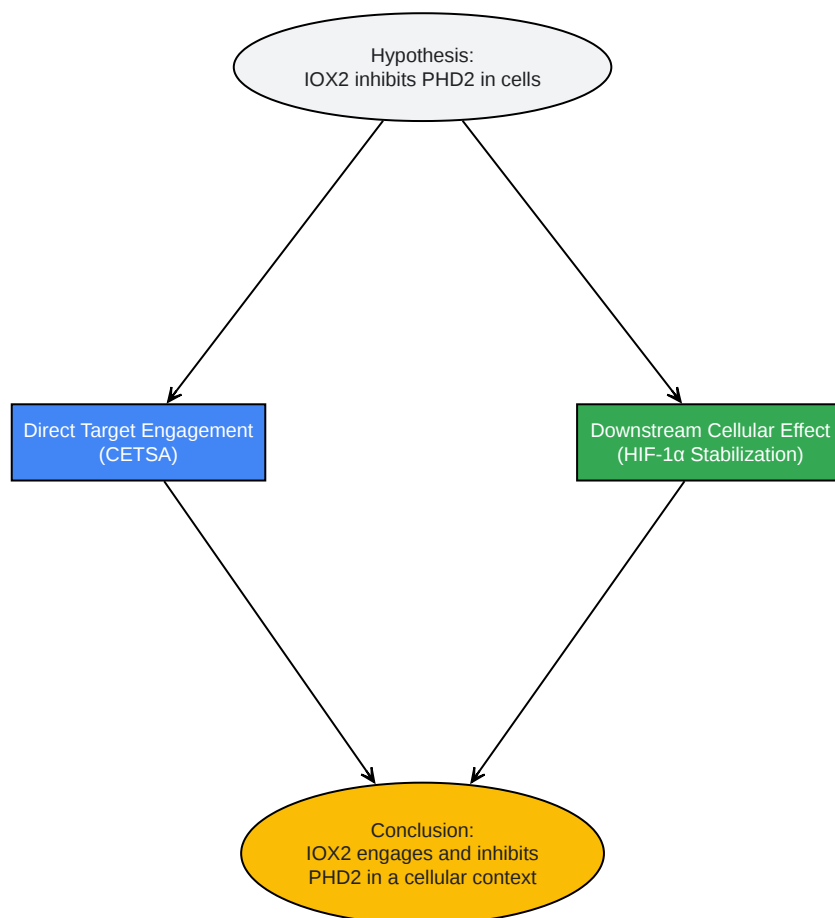 Hypothesis:
IOX2 inhibits PHD2 in cells
Direct Target Engagement
(CETSA)
Downstream Cellular Effect
(HIF-1α Stabilization)
Conclusion:
IOX2 engages and inhibits
PHD2 in a cellular context